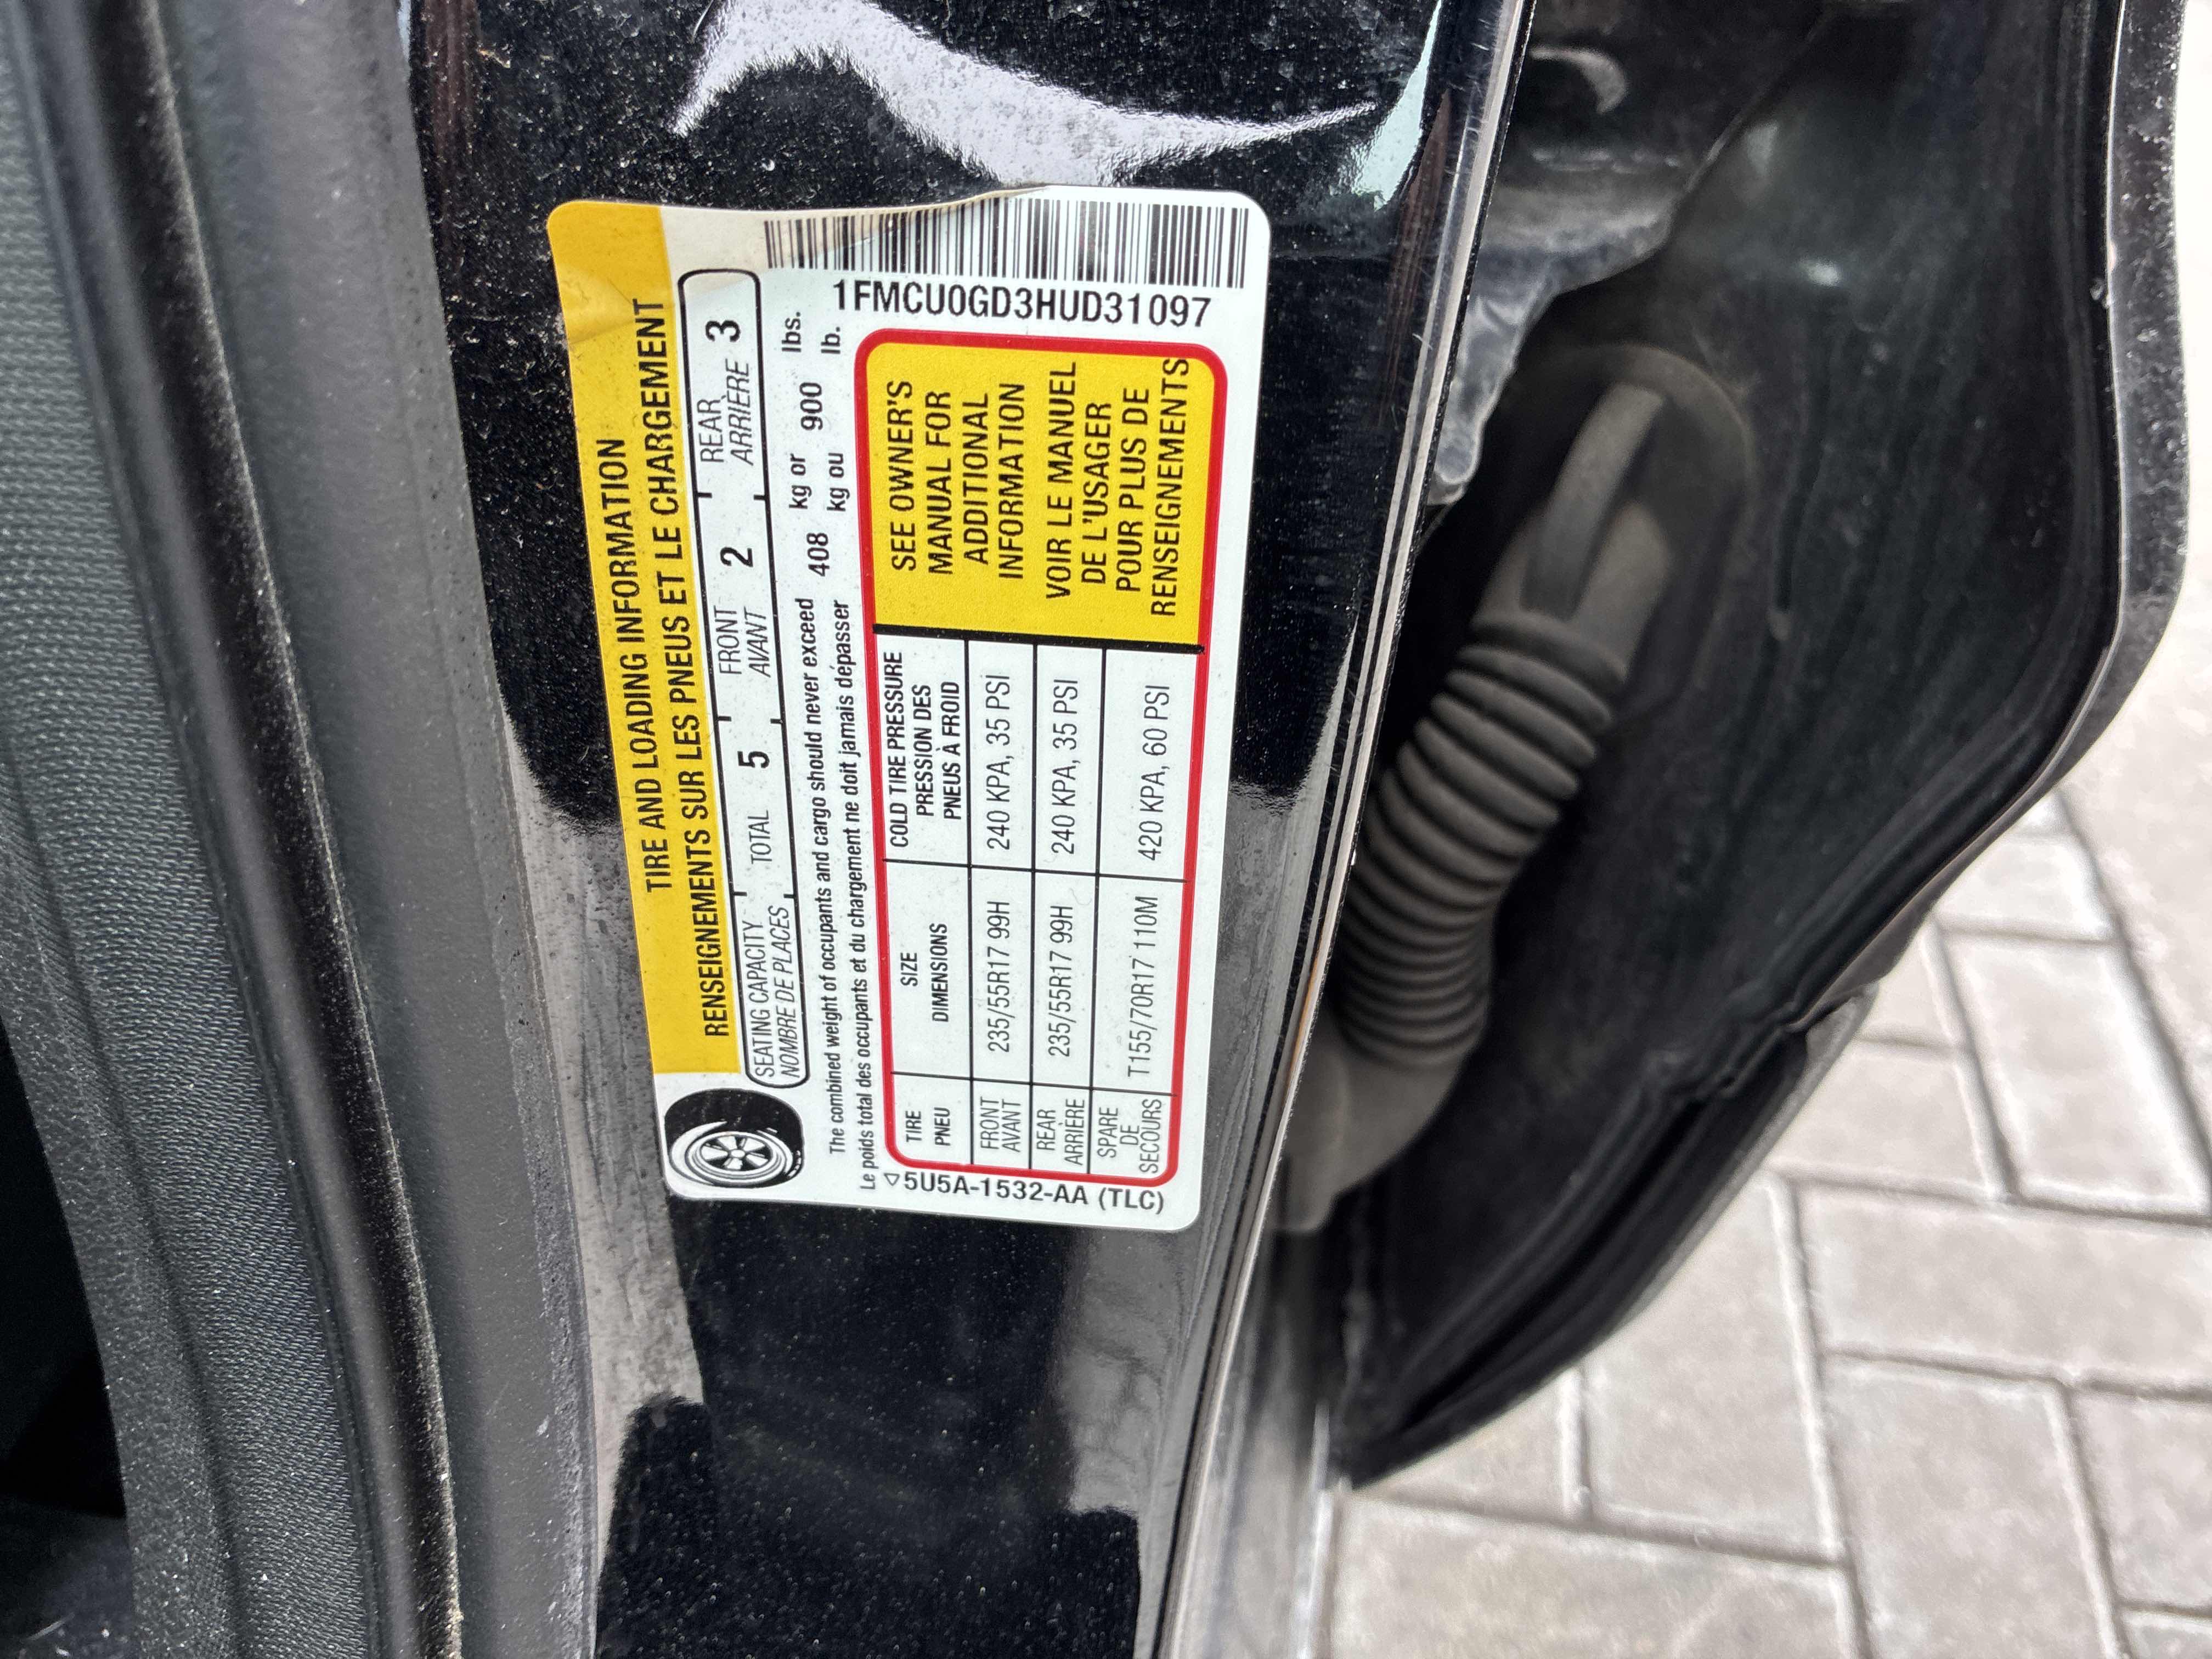 TIRE AND LOADING INFORMATION
RENSEIGNEMENTS SUR LES PNEUS ET LE CHARGEMENT
SEATING CAPACITY TOTAL 5 FRONT 2 REAR 3
NOMBRE DE PLACES AVANT ARRIÈRE
The combined weight of occupants and cargo should never exceed 408 kg or 900 lbs.
Le poids total des occupants et du chargement ne doit jamais dépasser kg ou lb.
1FMCU0GD3HUD31097
TIRE SIZE COLD TIRE PRESSURE
PNEU DIMENSIONS PRESSION DES
PNEUS À FROID
FRONT
AVANT 235/55R17 99H 240 KPA, 35 PSI
REAR
ARRIÈRE 235/55R17 99H 240 KPA, 35 PSI
SPARE
DE
SECOURS T155/70R17 110M 420 KPA, 60 PSI
SEE OWNER'S
MANUAL FOR
ADDITIONAL
INFORMATION
VOIR LE MANUEL
DE L'USAGER
POUR PLUS DE
RENSEIGNEMENTS
5U5A-1532-AA (TLC)